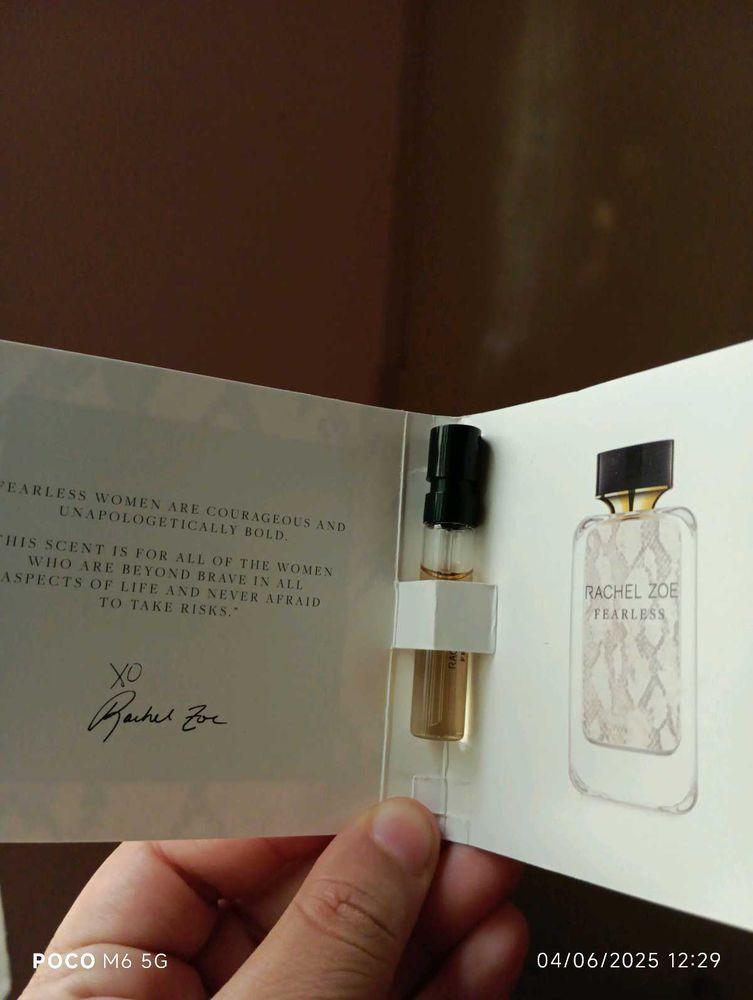 FEARLESS WOMEN ARE COURAGEOUS AND
UNAPOLOGETICALLY BOLD.
THIS SCENT IS FOR ALL OF THE WOMEN
WHO ARE BEYOND BRAVE IN ALL
ASPECTS OF LIFE AND NEVER AFRAID
TO TAKE RISKS."
XO
Rachel Zoe
RACHEL ZOE
FEARLESS
POCO M6 5G
04/06/2025 12:29